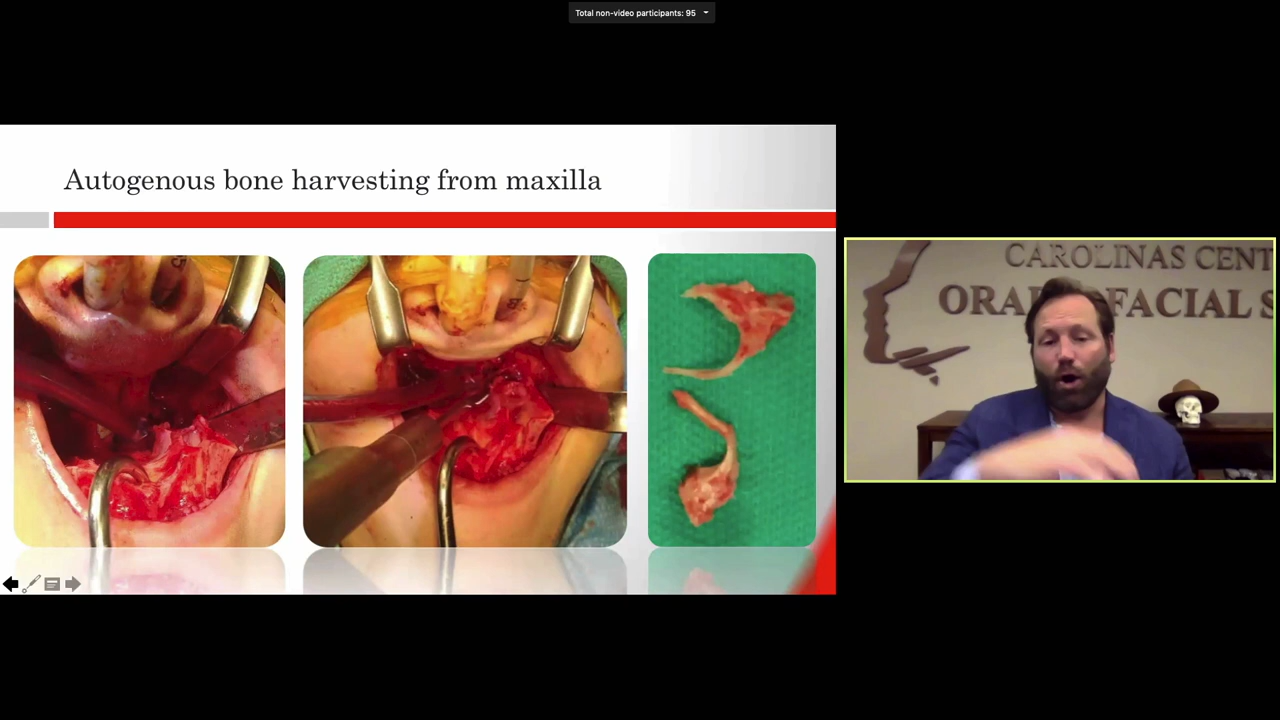 Total non-video participants: 95
Autogenous bone harvesting from maxilla
CAROLINAS CENT
ORAL FACIAL S